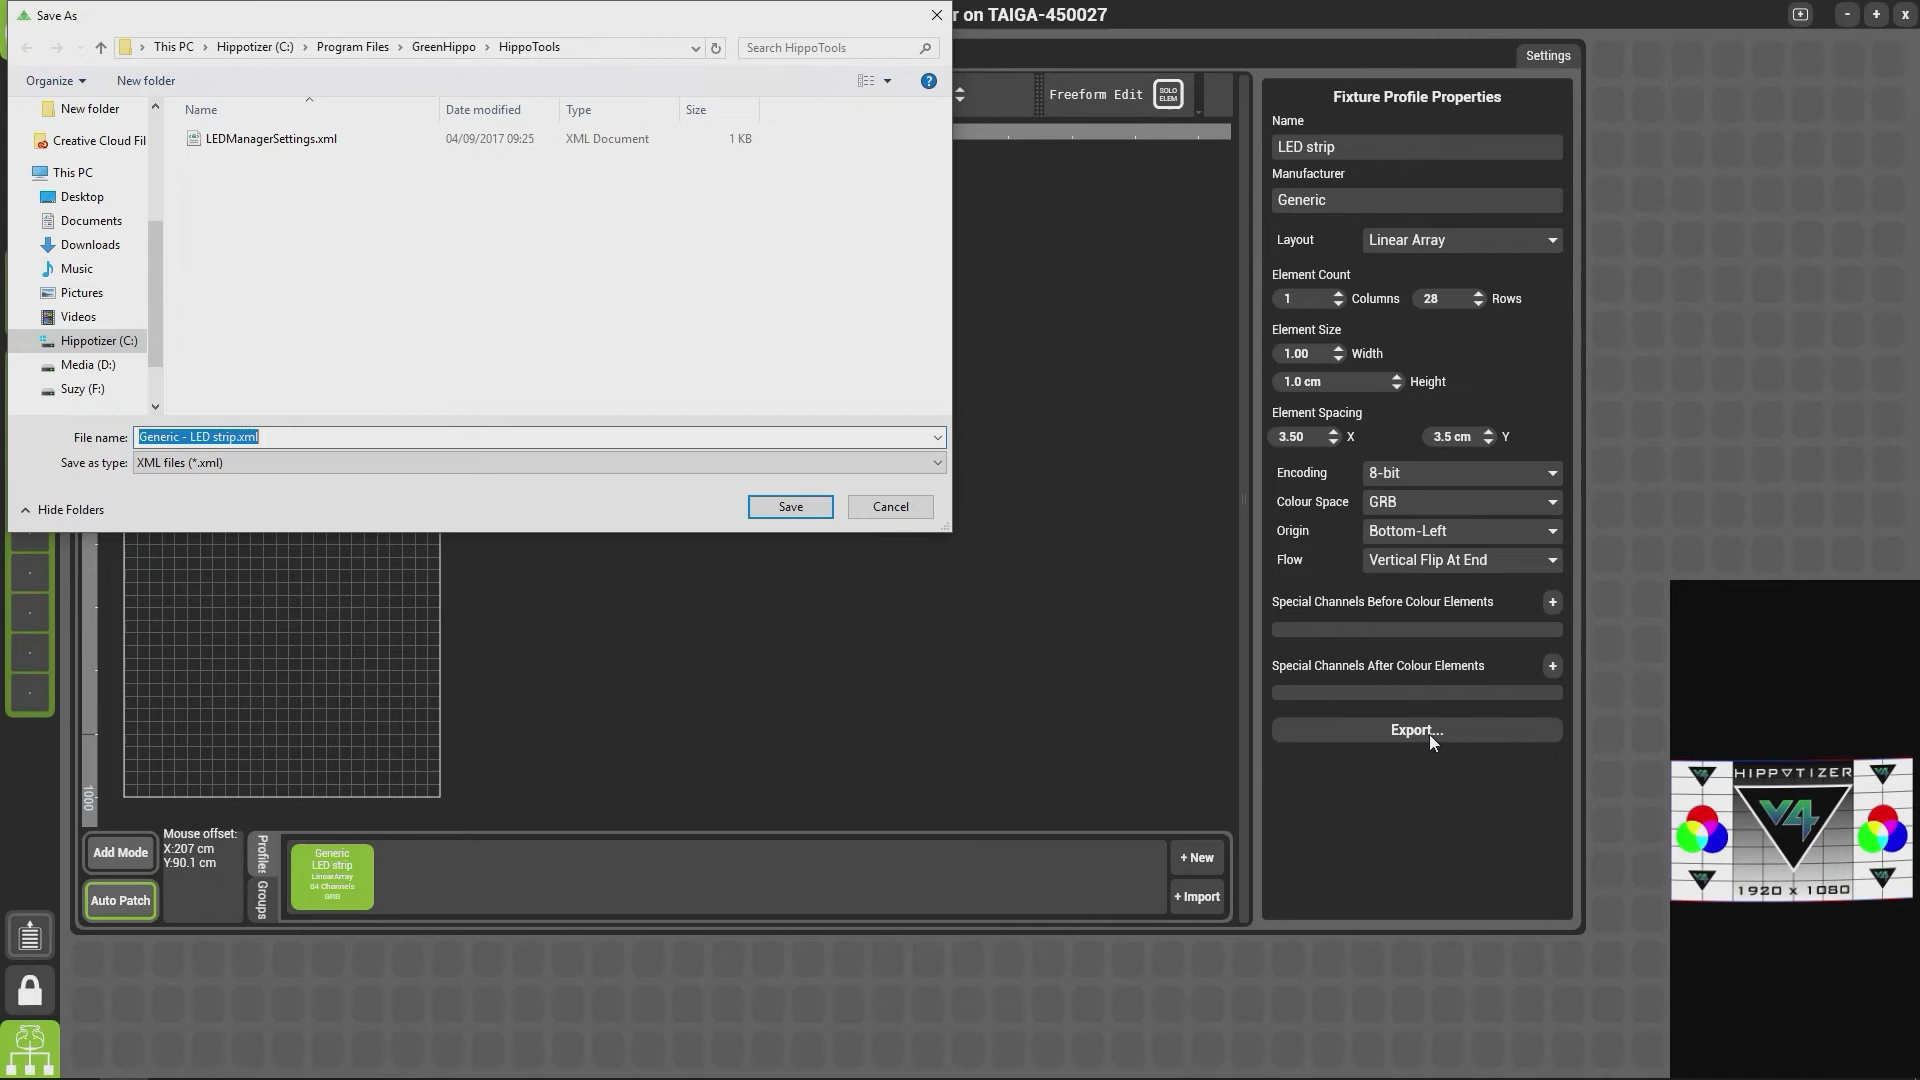 Save As
r on TAIGA-450027
This PC > Hippotizer (C:) > Program Files > GreenHippo > HippoTools
Search HippoTools
Organize
New folder
New folder
Creative Cloud Fil
This PC
Desktop
Documents
Downloads
Music
Pictures
Videos
Hippotizer (C:)
Media (D:)
Suzy (F:)
Name
Date modified
Type
Size
LEDManagerSettings.xml
04/09/2017 09:25
XML Document
1 KB
File name:
Generic - LED strip.xml
Save as type:
XML files (*.xml)
Hide Folders
Save
Cancel
Settings
Freeform Edit
SOLO
ELEM
Fixture Profile Properties
Name
LED strip
Manufacturer
Generic
Layout
Linear Array
Element Count
1 Columns 28 Rows
Element Size
1.00 Width
1.0 cm Height
Element Spacing
3.50 X 3.5 cm Y
Encoding 8-bit
Colour Space GRB
Origin Bottom-Left
Flow Vertical Flip At End
Special Channels Before Colour Elements +
Special Channels After Colour Elements +
Export...
1000
Add Mode
Auto Patch
Mouse offset:
X:207 cm
Y:90.1 cm
Profiles
Groups
Generic
LED strip
LinearArray
84 Channels
GRB
+ New
+ Import
HIPPOTIZER
V4
1920 x 1080